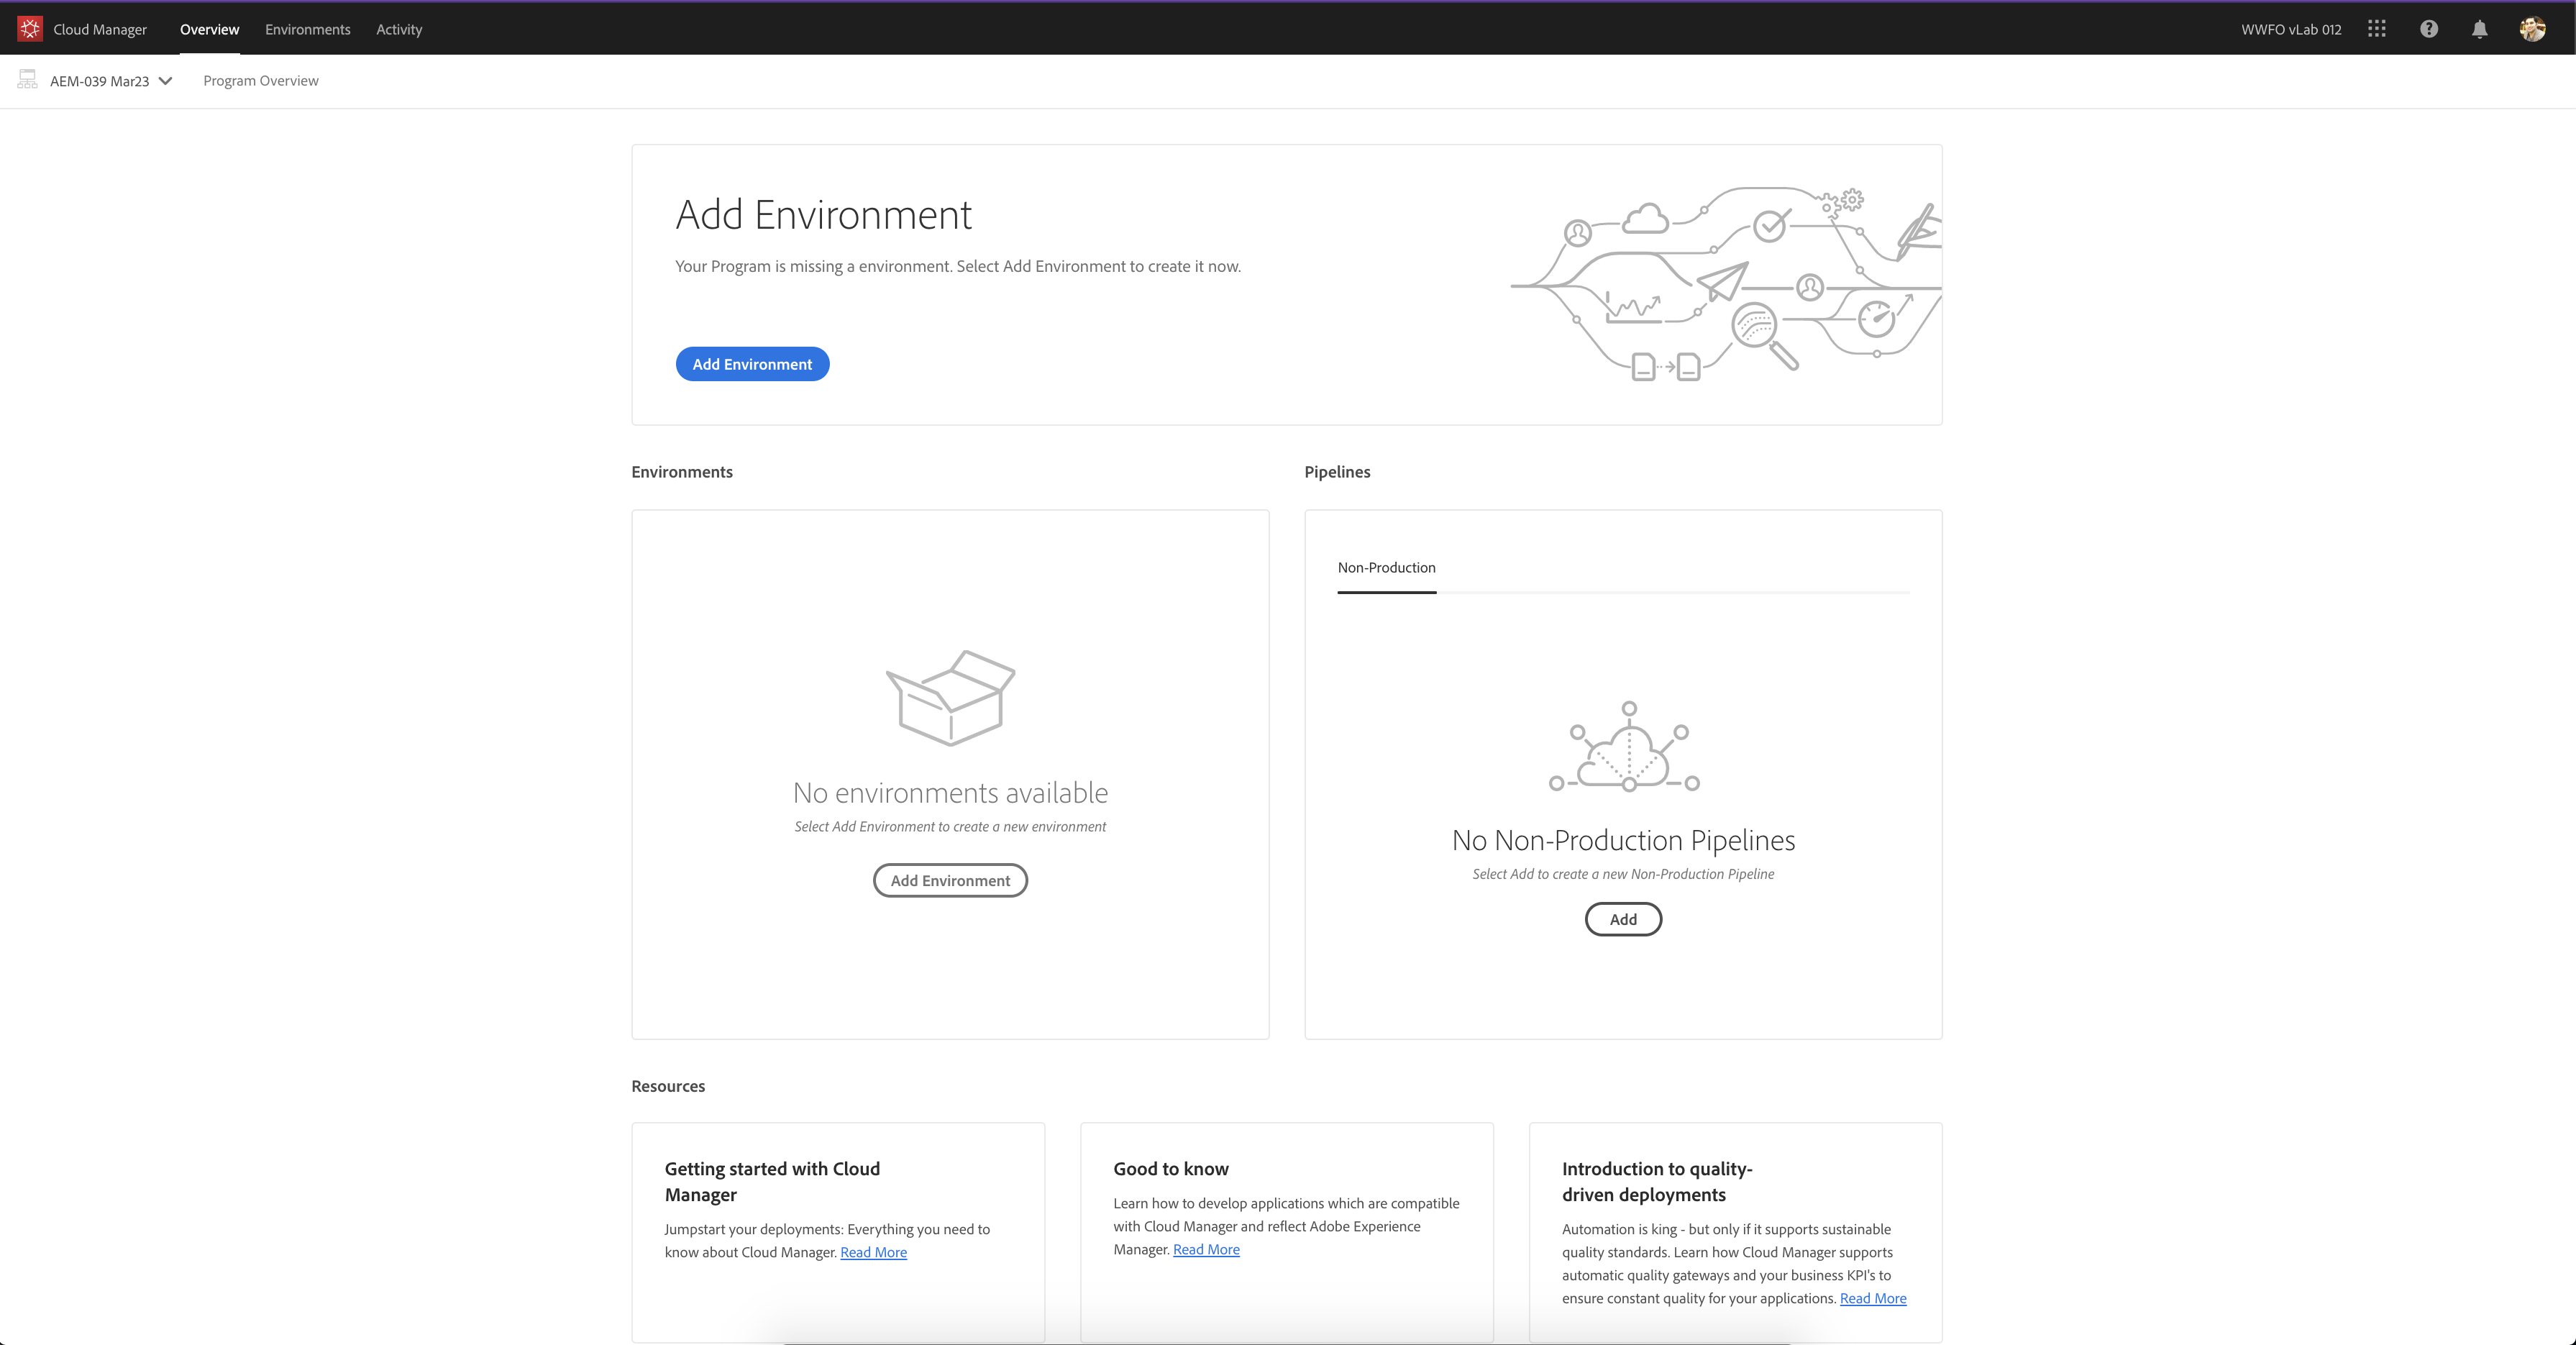 Cloud Manager Overview Environments Activity WWFO vLab 012
AEM-039 Mar23 Program Overview
Add Environment
Your Program is missing a environment. Select Add Environment to create it now.
Add Environment
Environments
No environments available
Select Add Environment to create a new environment
Add Environment
Pipelines
Non-Production
No Non-Production Pipelines
Select Add to create a new Non-Production Pipeline
Add
Resources
Getting started with Cloud
Manager
Jumpstart your deployments: Everything you need to
know about Cloud Manager. Read More
Good to know
Learn how to develop applications which are compatible
with Cloud Manager and reflect Adobe Experience
Manager. Read More
Introduction to quality-
driven deployments
Automation is king - but only if it supports sustainable
quality standards. Learn how Cloud Manager supports
automatic quality gateways and your business KPI's to
ensure constant quality for your applications. Read More